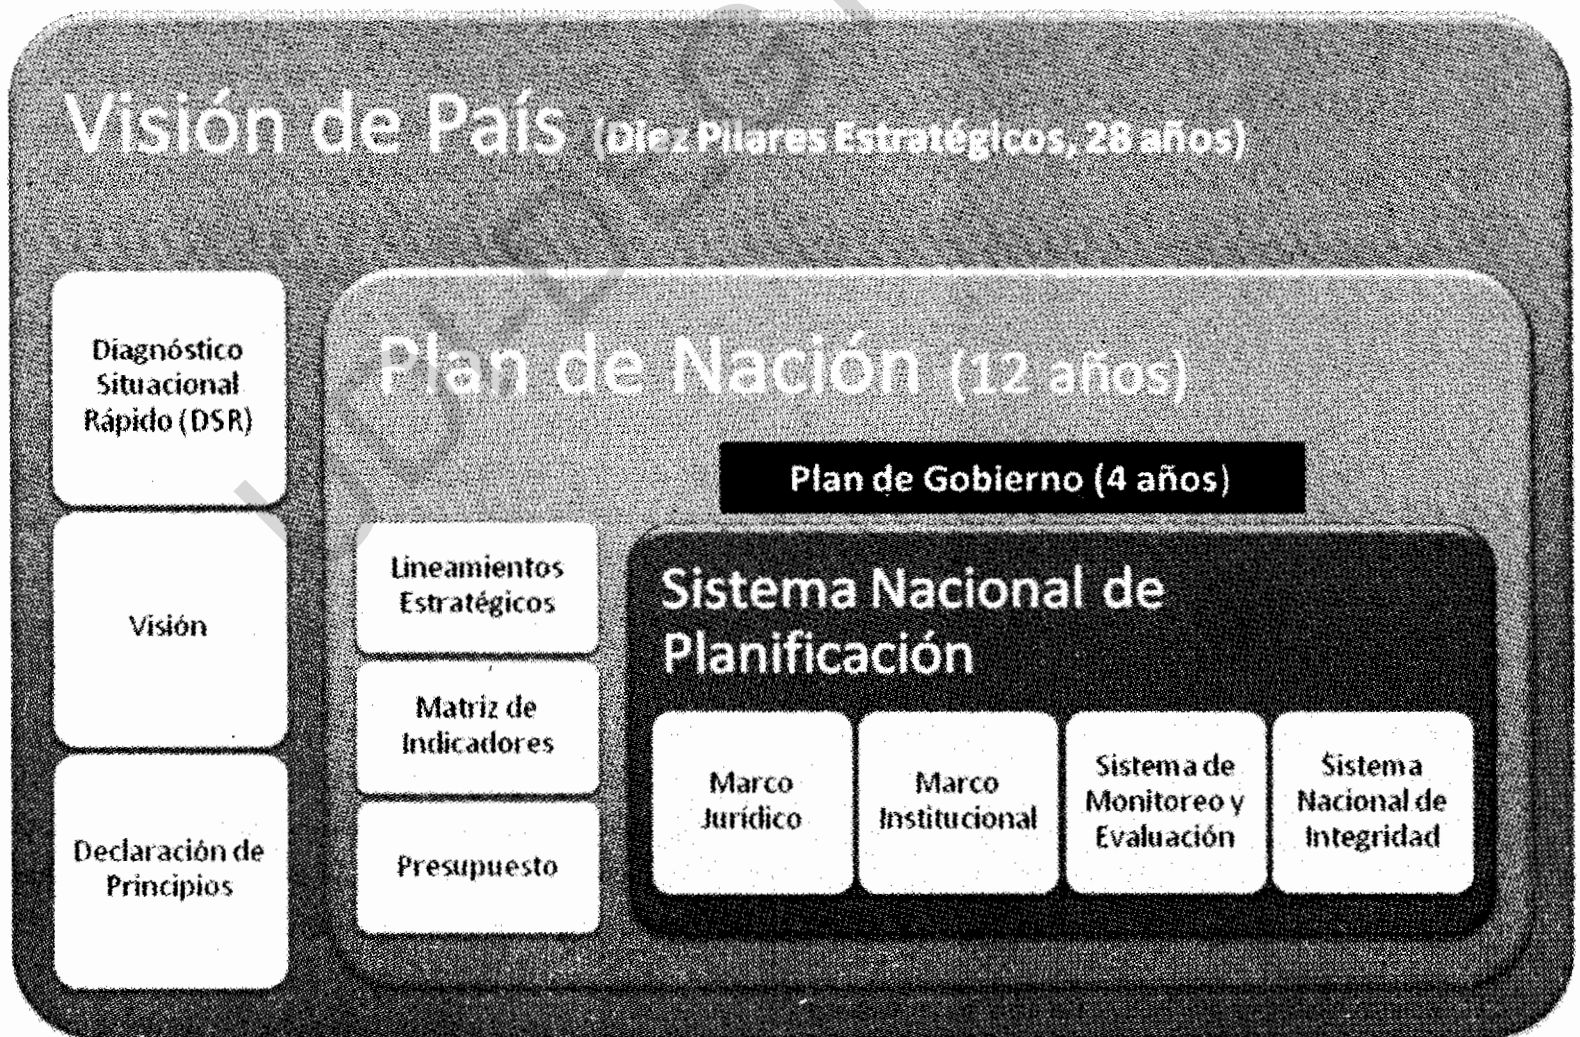 Visión de País (Diez Pilares Estratégicos, 28 años)
Diagnóstico
Situacional
Rápido (DSR)
Visión
Declaración de
Principios
Plan de Nación (12 años)
Plan de Gobierno (4 años)
Lineamientos
Estratégicos
Matriz de
Indicadores
Presupuesto
Sistema Nacional de
Planificación
Marco
Jurídico
Marco
Institucional
Sistema de
Monitoreo y
Evaluación
Sistema
Nacional de
Integridad